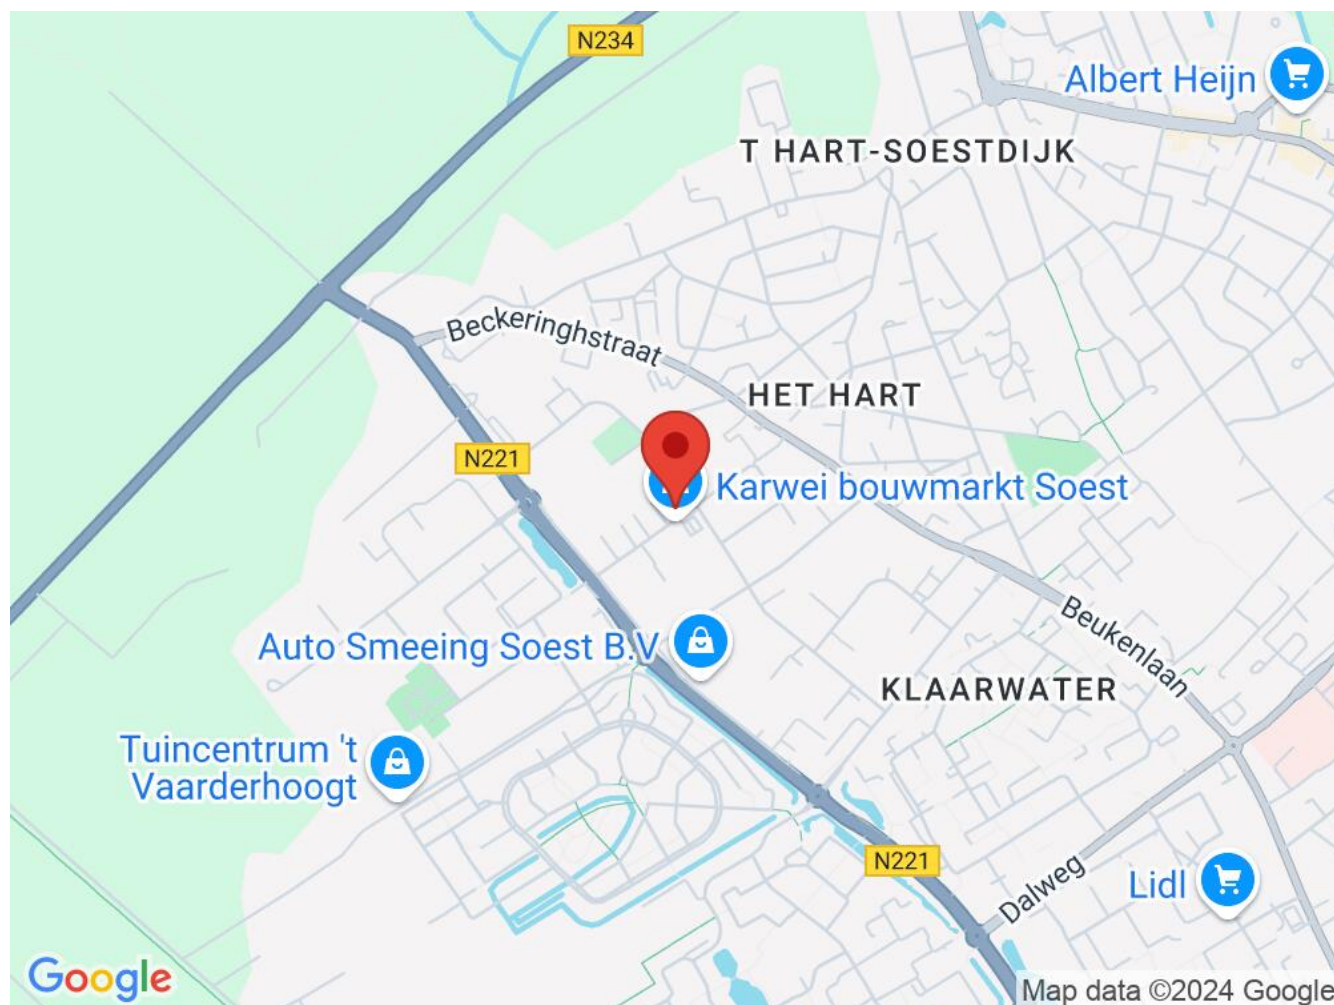 N234
Albert Heijn
T HART-SOESTDIJK
Beckeringhstraat
HET HART
N221
Karwei bouwmarkt Soest
Beukenlaan
Auto Smeeing Soest B.V
KLAARWATER
Tuincentrum 't
Vaarderhoogt
N221
Dalweg
Lidl
Google
Map data ©2024 Google